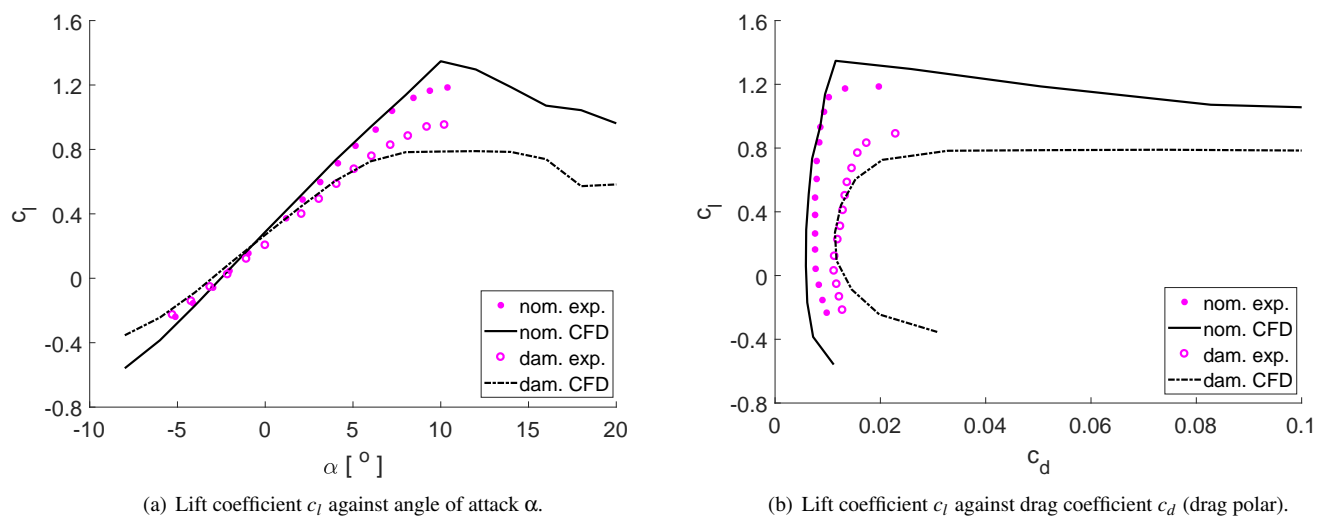 1.6
1.2
0.8
0.4
0
-0.4
-0.8
c_l
-10
-5
0
5
10
15
20
α [ ° ]
nom. exp.
nom. CFD
dam. exp.
dam. CFD
(a) Lift coefficient c_l against angle of attack α.
1.6
1.2
0.8
0.4
0
-0.4
-0.8
c_l
0
0.02
0.04
0.06
0.08
0.1
c_d
nom. exp.
nom. CFD
dam. exp.
dam. CFD
(b) Lift coefficient c_l against drag coefficient c_d (drag polar).